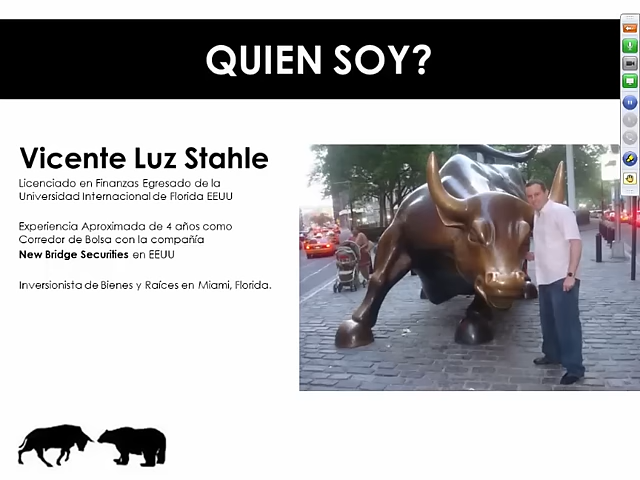 QUIEN SOY?
Vicente Luz Stahle
Licenciado en Finanzas Egresado de la
Universidad Internacional de Florida EEUU
Experiencia Aproximada de 4 años como
Corredor de Bolsa con la compañía
New Bridge Securities en EEUU
Inversionista de Bienes y Raíces en Miami, Florida.